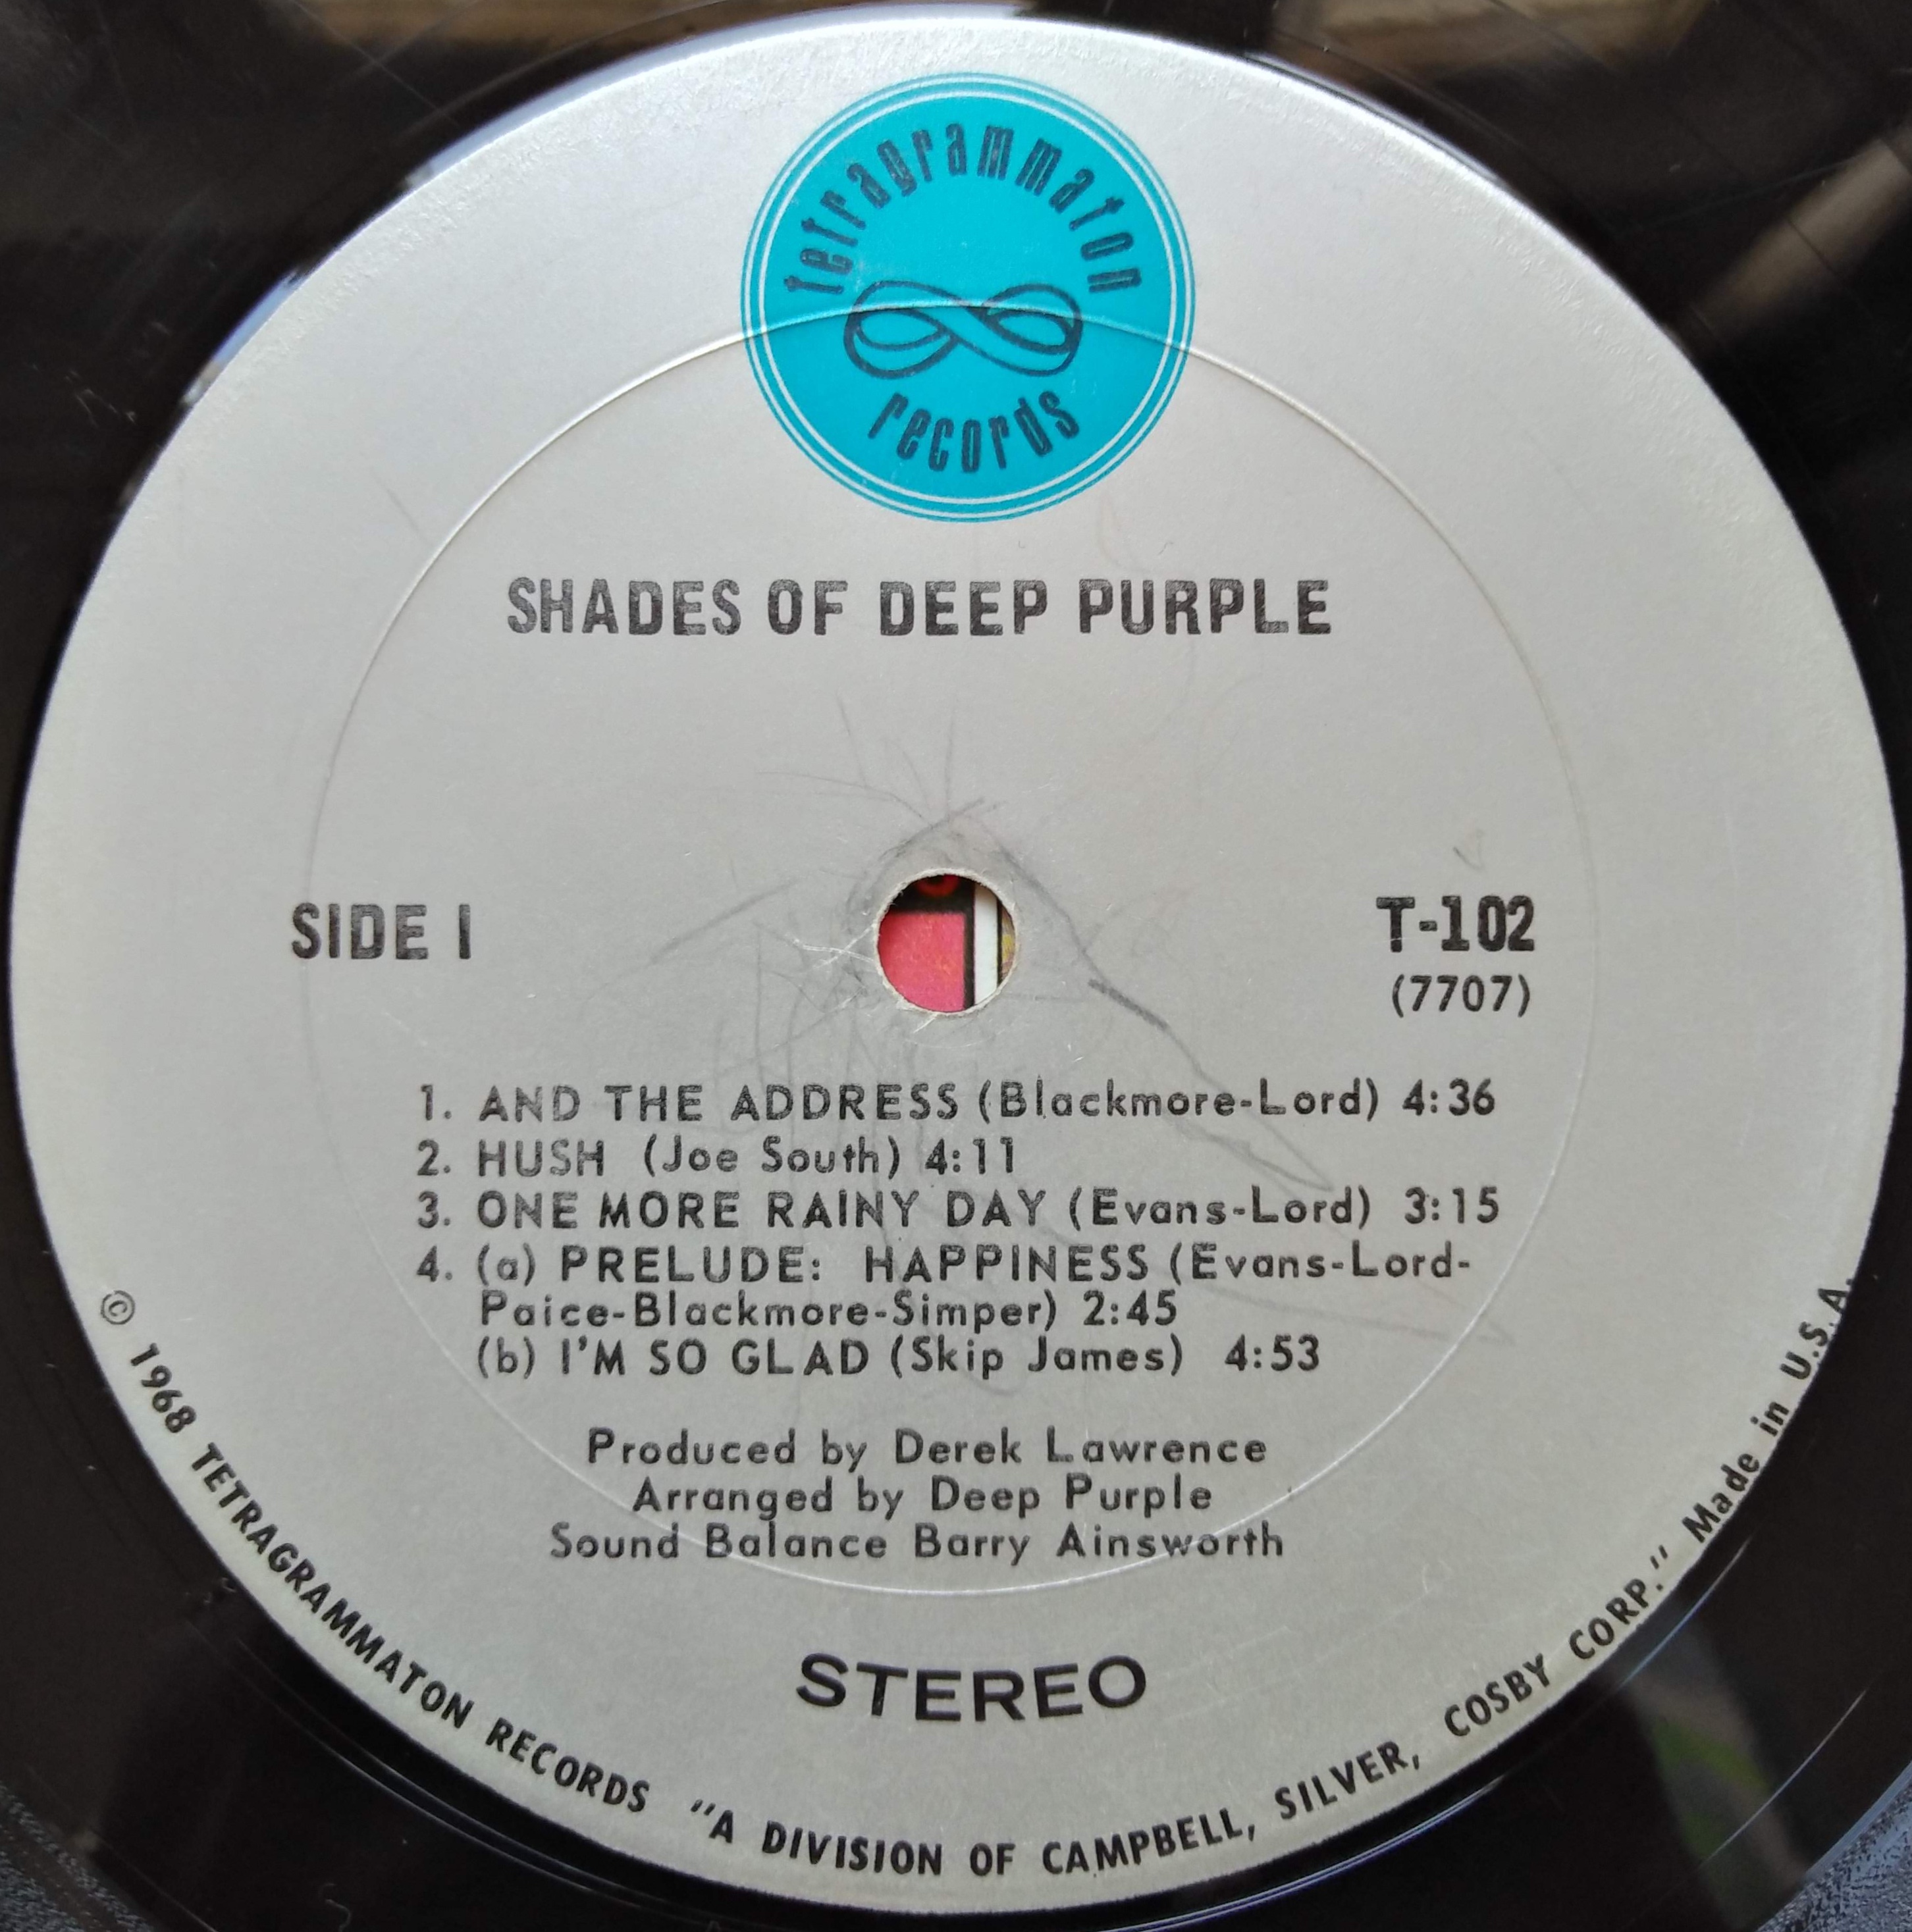 tetragrammaton
records
SHADES OF DEEP PURPLE
SIDE I
T-102
(7707)
1. AND THE ADDRESS (Blackmore-Lord) 4:36
2. HUSH (Joe South) 4:11
3. ONE MORE RAINY DAY (Evans-Lord) 3:15
4. (a) PRELUDE: HAPPINESS (Evans-Lord-
Paice-Blackmore-Simper) 2:45
(b) I'M SO GLAD (Skip James) 4:53
Produced by Derek Lawrence
Arranged by Deep Purple
Sound Balance Barry Ainsworth
STEREO
© 1968 TETRAGRAMMATON RECORDS "A DIVISION OF CAMPBELL, SILVER, COSBY CORP." Made in U.S.A.